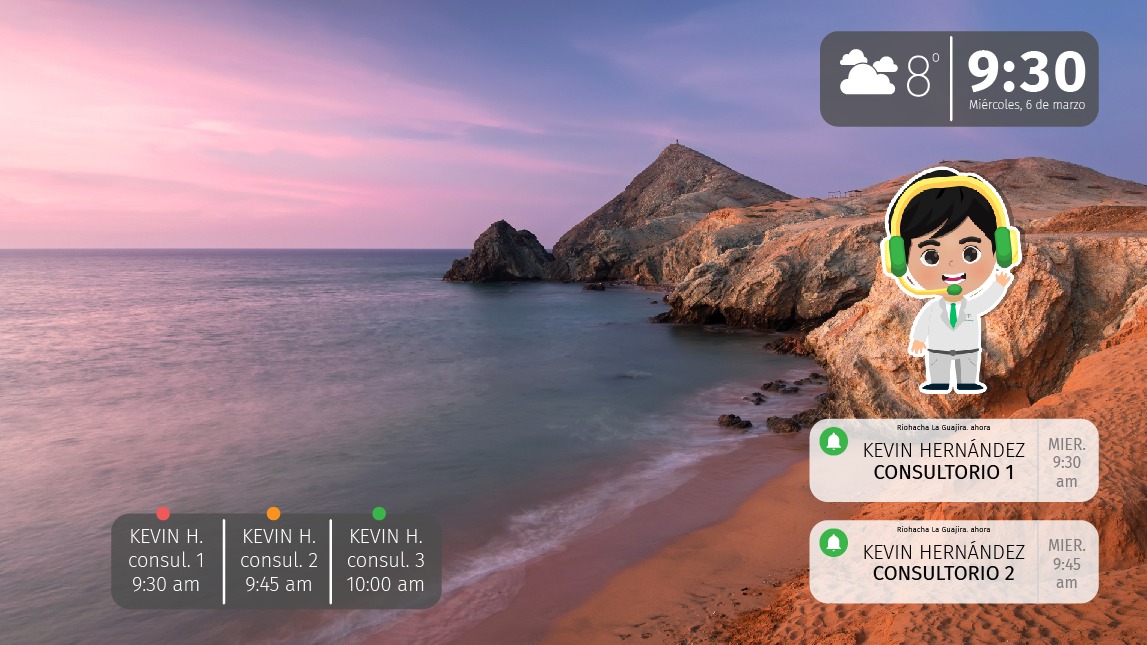 8°
9:30
Miércoles, 6 de marzo
Riohacha La Guajira. ahora
KEVIN HERNÁNDEZ
CONSULTORIO 1
MIER.
9:30
am
Riohacha La Guajira. ahora
KEVIN HERNÁNDEZ
CONSULTORIO 2
MIER.
9:45
am
KEVIN H.
consul. 1
9:30 am
KEVIN H.
consul. 2
9:45 am
KEVIN H.
consul. 3
10:00 am